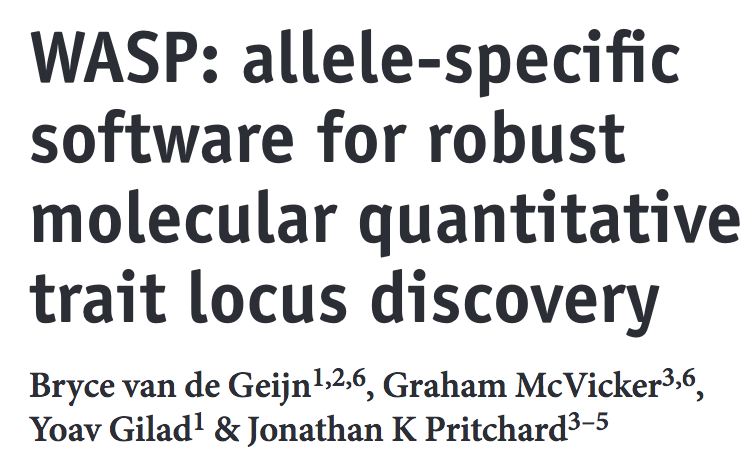 WASP: allele-specific
software for robust
molecular quantitative
trait locus discovery
Bryce van de Geijn1,2,6, Graham McVicker3,6,
Yoav Gilad1 & Jonathan K Pritchard3–5